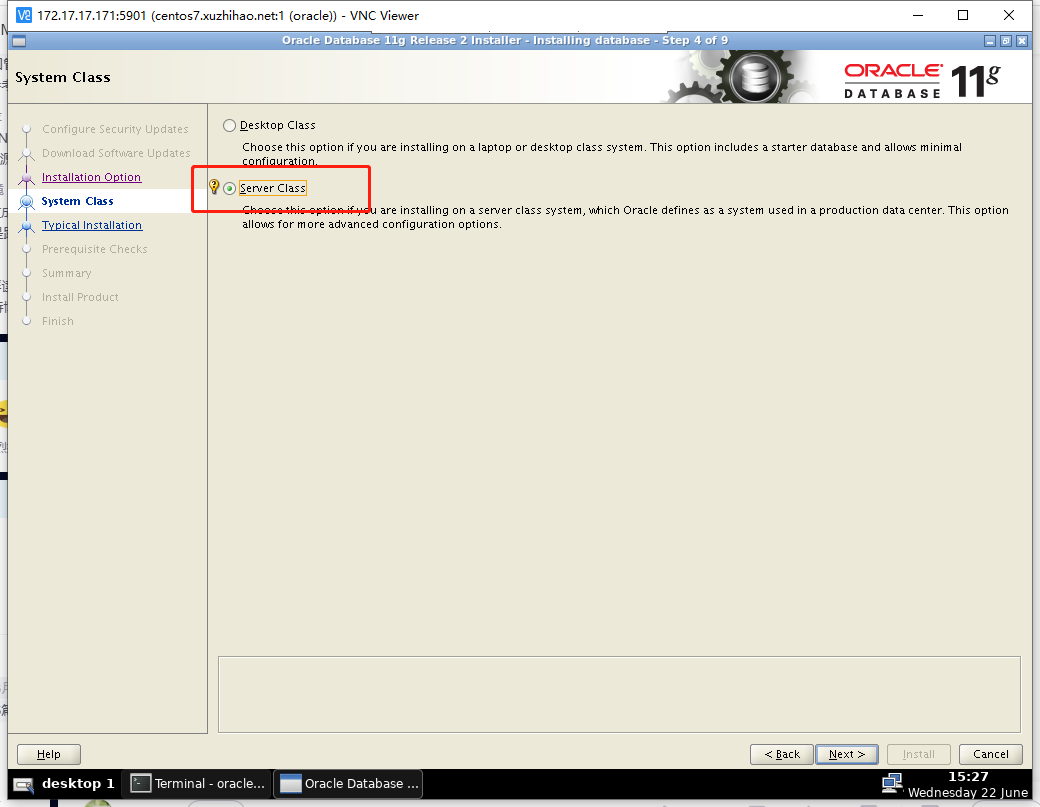 172.17.17.171:5901 (centos7.xuzhihao.net:1 (oracle)) - VNC Viewer
Oracle Database 11g Release 2 Installer - Installing database - Step 4 of 9
System Class
ORACLE
DATABASE
11g
Configure Security Updates
Download Software Updates
Installation Option
System Class
Typical Installation
Prerequisite Checks
Summary
Install Product
Finish
Desktop Class
Choose this option if you are installing on a laptop or desktop class system. This option includes a starter database and allows minimal
configuration.
Server Class
Choose this option if you are installing on a server class system, which Oracle defines as a system used in a production data center. This option
allows for more advanced configuration options.
Help
< Back
Next >
Install
Cancel
desktop 1
Terminal - oracle...
Oracle Database ...
15:27
Wednesday 22 June